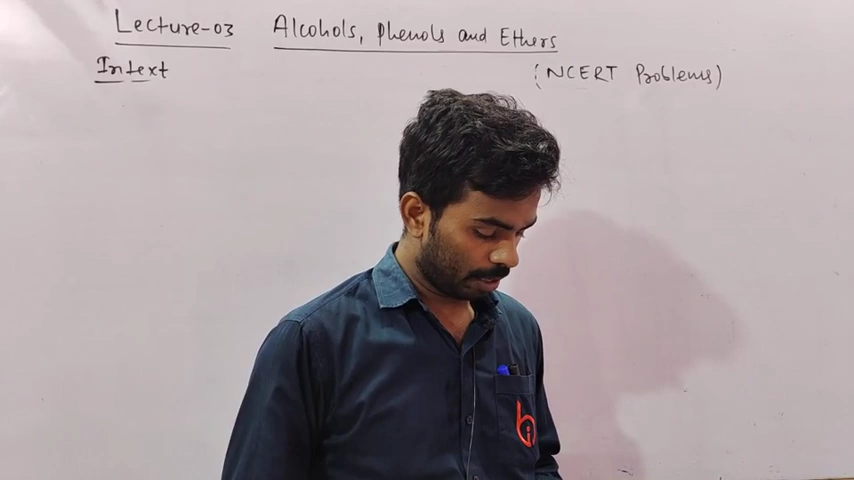 Lecture-03 Alcohols, Phenols and Ethers
Intext (NCERT Problems)